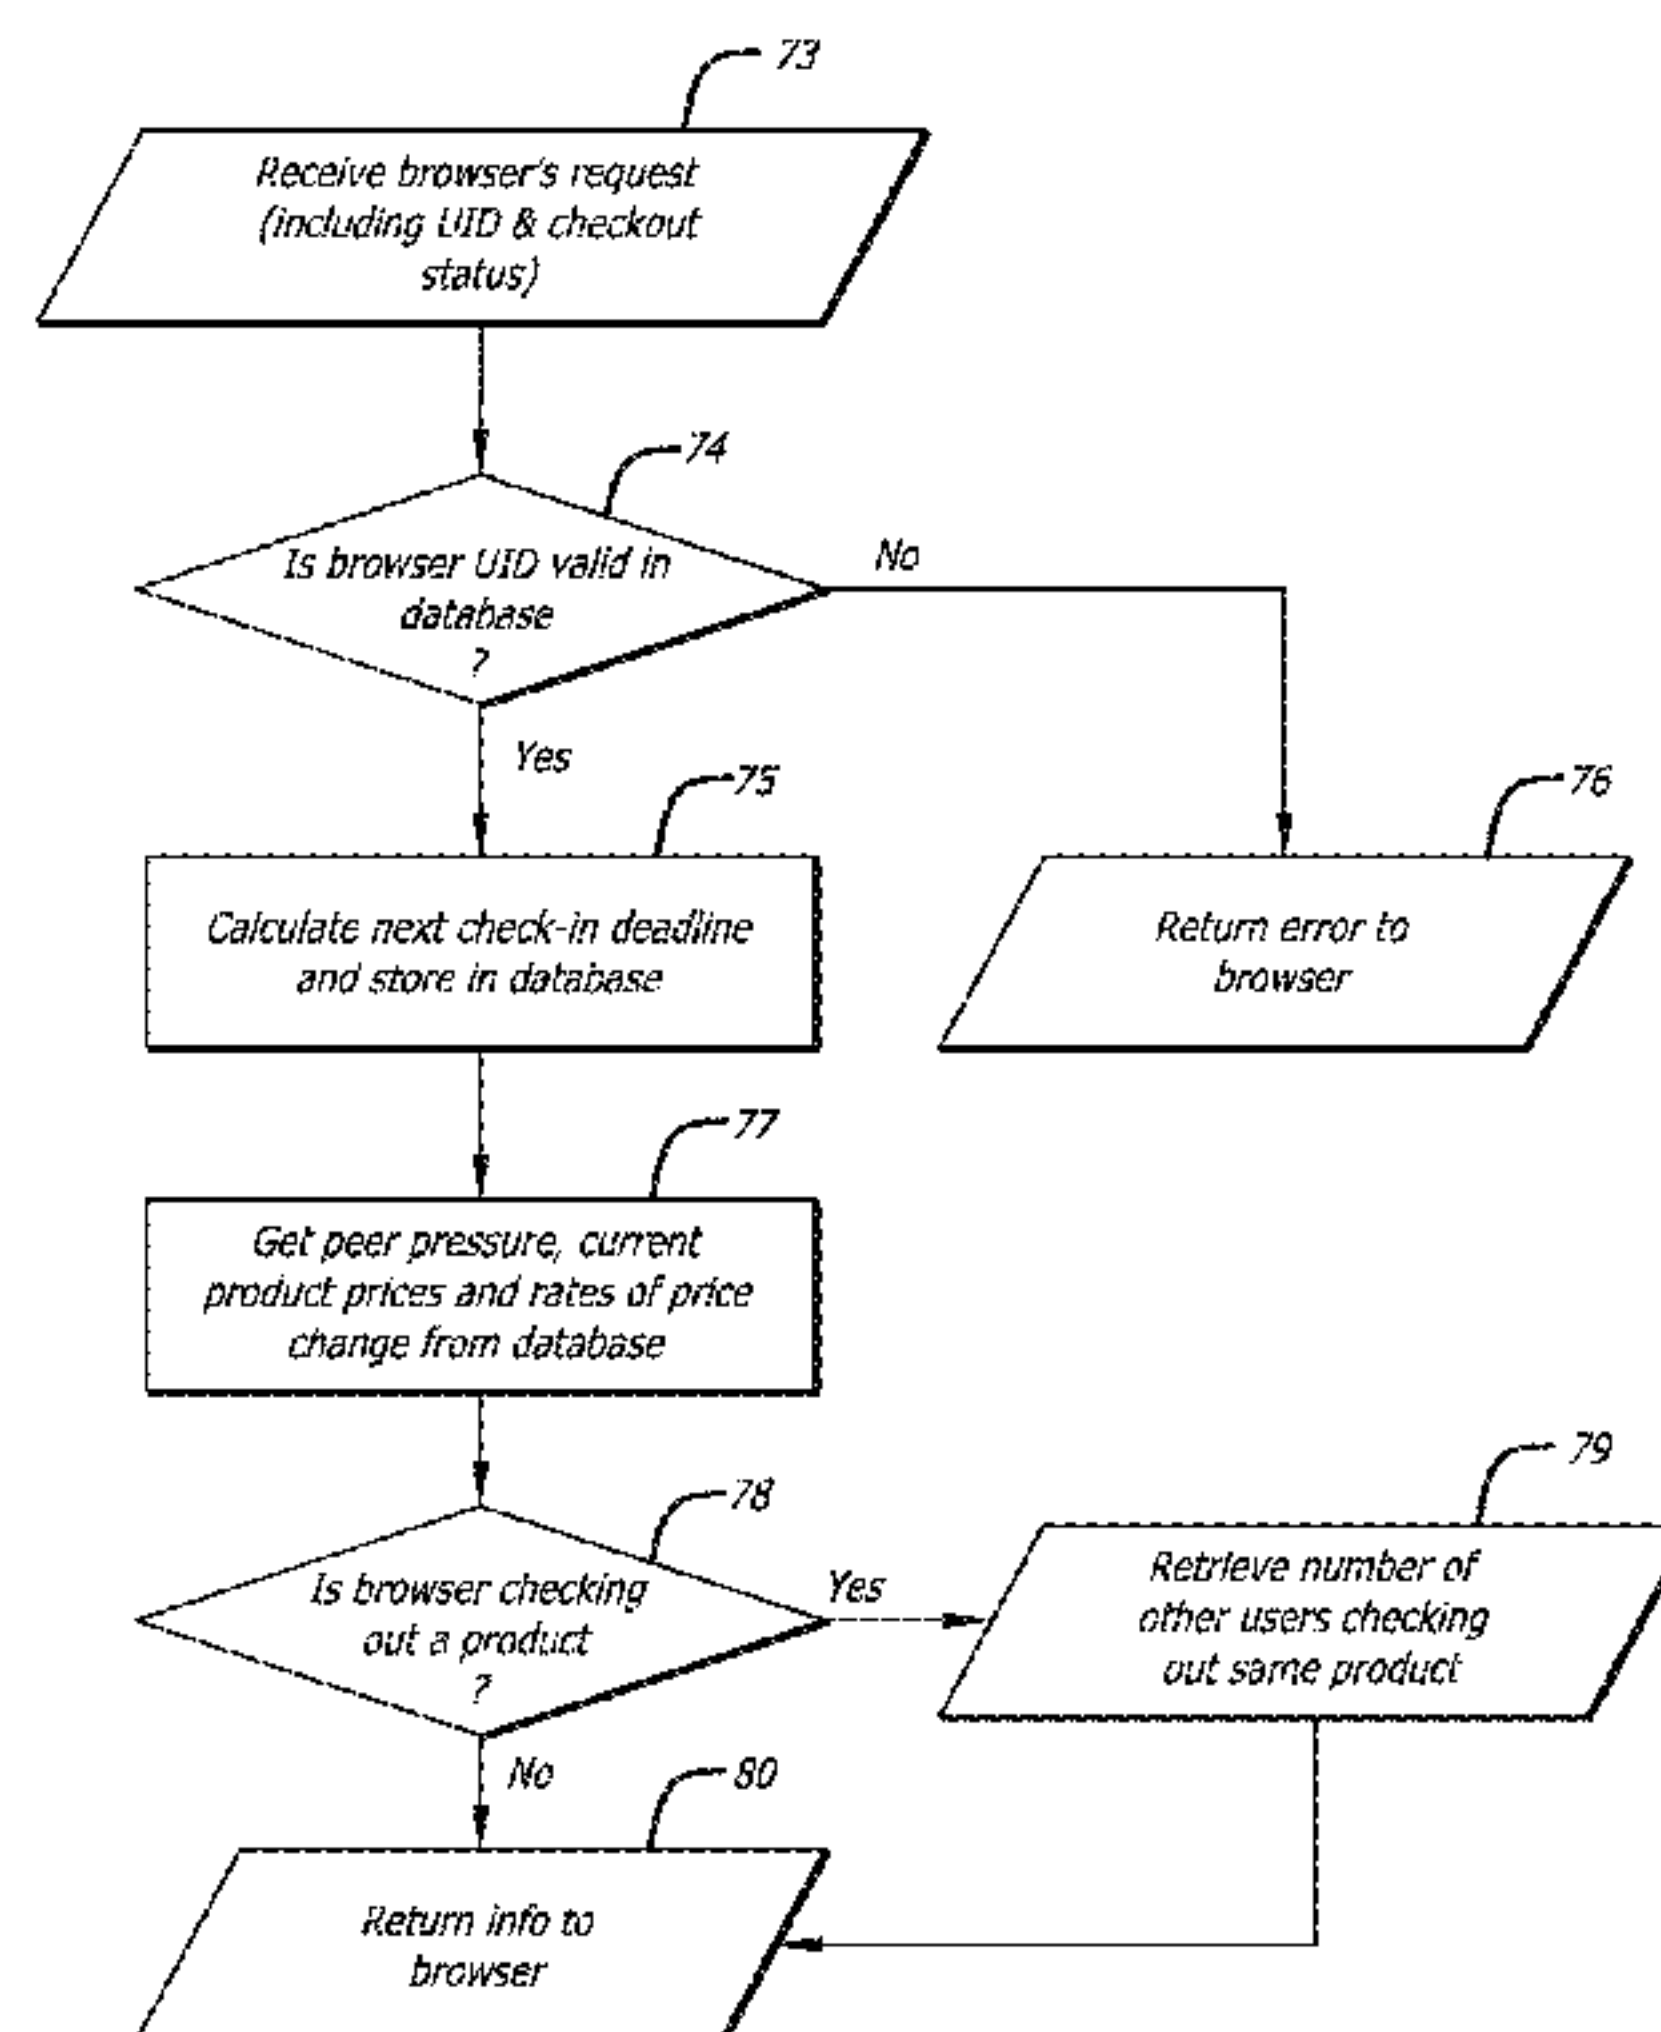 73
Receive browser's request
(including UID & checkout
status)
74
Is browser UID valid in
database
?
No
Yes
75
76
Calculate next check-in deadline
and store in database
Return error to
browser
77
Get peer pressure, current
product prices and rates of price
change from database
78
79
Is browser checking
out a product
?
Yes
Retrieve number of
other users checking
out same product
No
80
Return info to
browser